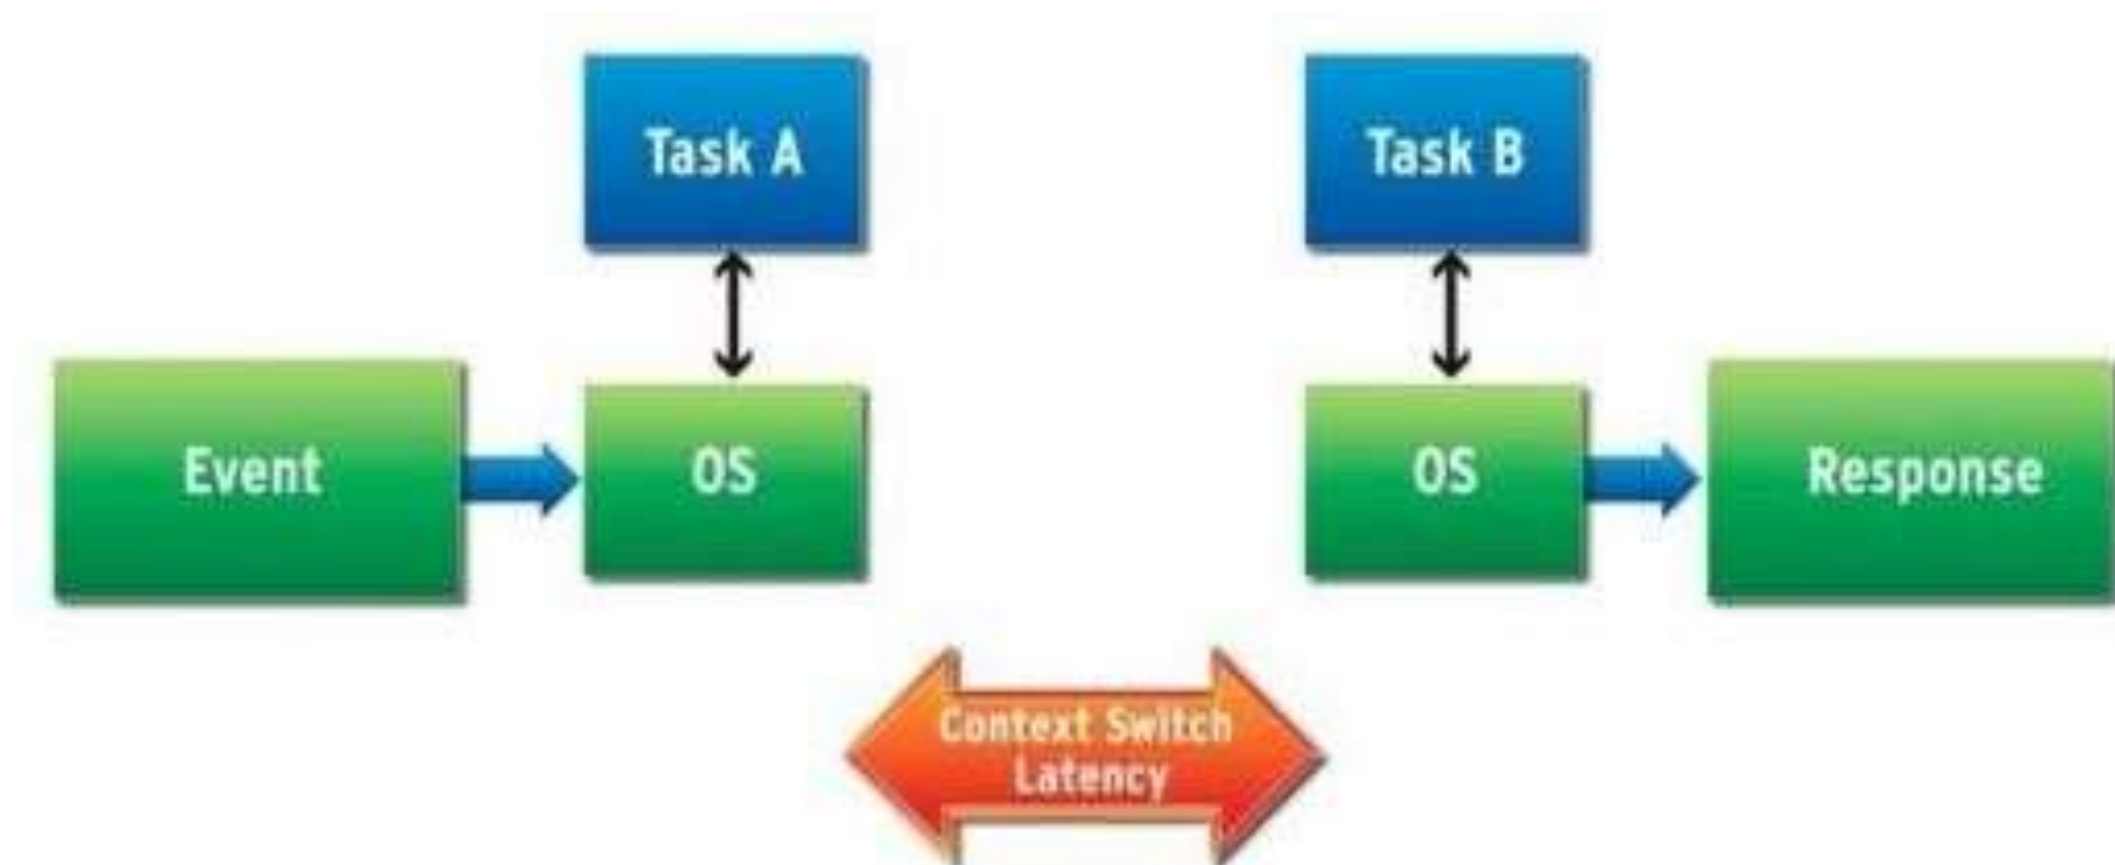 Task A
Task B
Event
OS
OS
Response
Context Switch
Latency